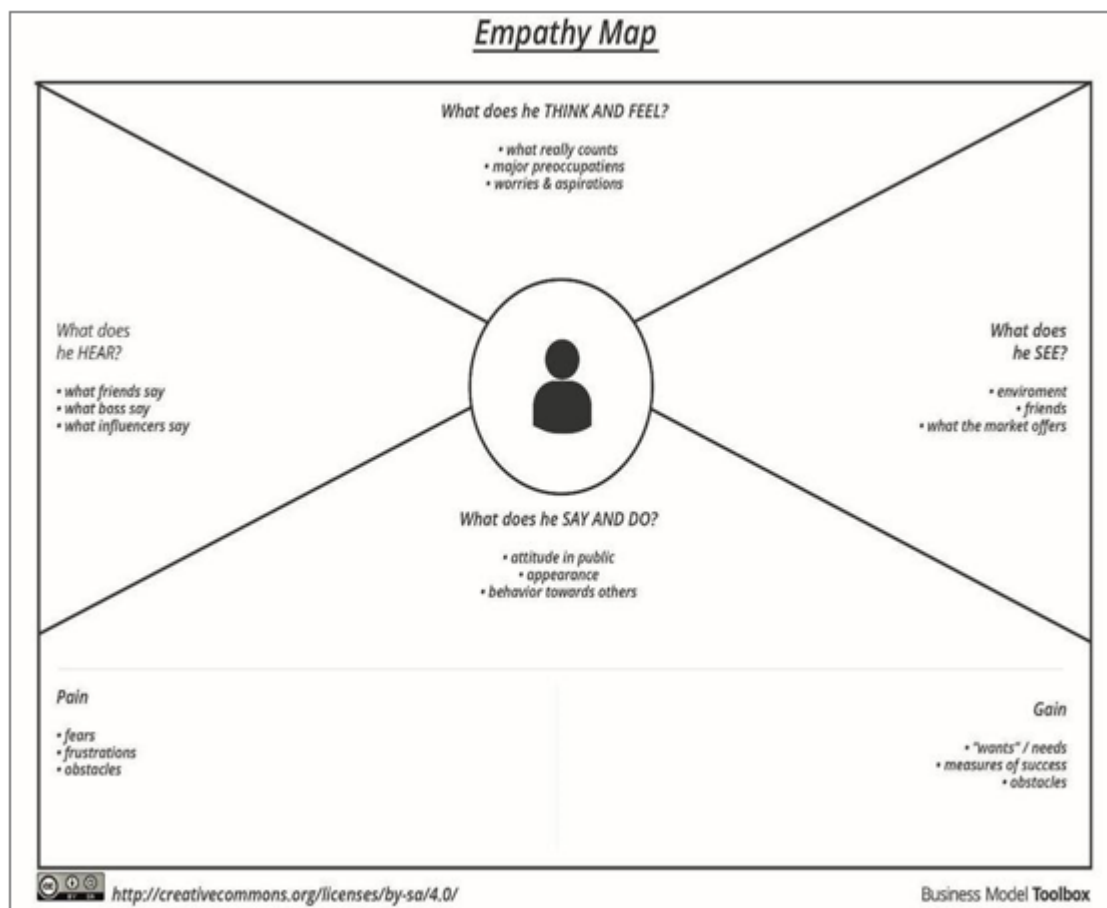 Empathy Map
What does he THINK AND FEEL?
• what really counts
• major preoccupatiens
• worries & aspirations
What does
he HEAR?
• what friends say
• what boss say
• what influencers say
What does
he SEE?
• enviroment
• friends
• what the market offers
What does he SAY AND DO?
• attitude in public
• appearance
• behavior towards others
Pain
• fears
• frustrations
• obstacles
Gain
• "wants" / needs
• measures of success
• obstacles
cc
BY SA
http://creativecommons.org/licenses/by-sa/4.0/
Business Model Toolbox